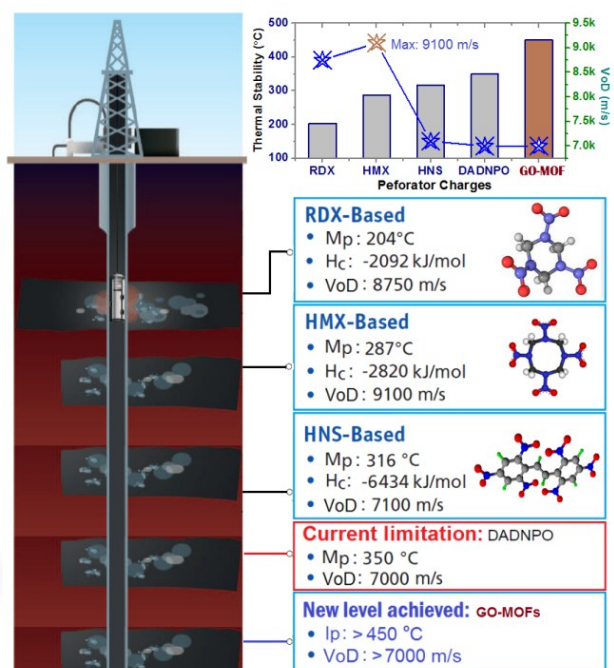 500
400
300
200
100
Thermal Stability (°C)
Max: 9100 m/s
9.5k
9.0k
8.5k
8.0k
7.5k
7.0k
VoD (m/s)
RDX HMX HNS DADNPO GO-MOF
Peforator Charges
RDX-Based
• Mp: 204°C
• Hc: -2092 kJ/mol
• VoD: 8750 m/s
HMX-Based
• Mp: 287°C
• Hc: -2820 kJ/mol
• VoD: 9100 m/s
HNS-Based
• Mp: 316 °C
• Hc: -6434 kJ/mol
• VoD: 7100 m/s
Current limitation: DADNPO
• Mp: 350 °C
• VoD: 7000 m/s
New level achieved: GO-MOFs
• Ip: >450 °C
• VoD: >7000 m/s